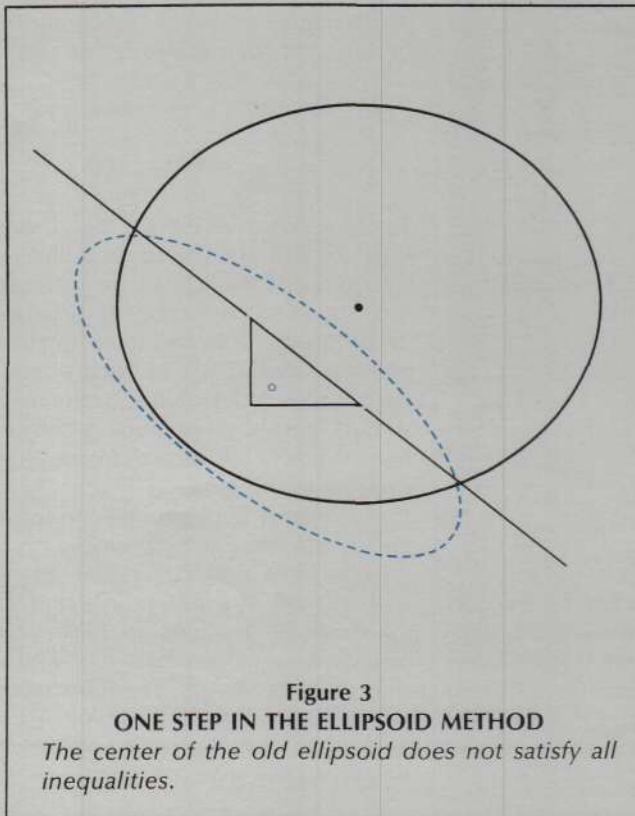 Figure 3
ONE STEP IN THE ELLIPSOID METHOD
The center of the old ellipsoid does not satisfy all
inequalities.